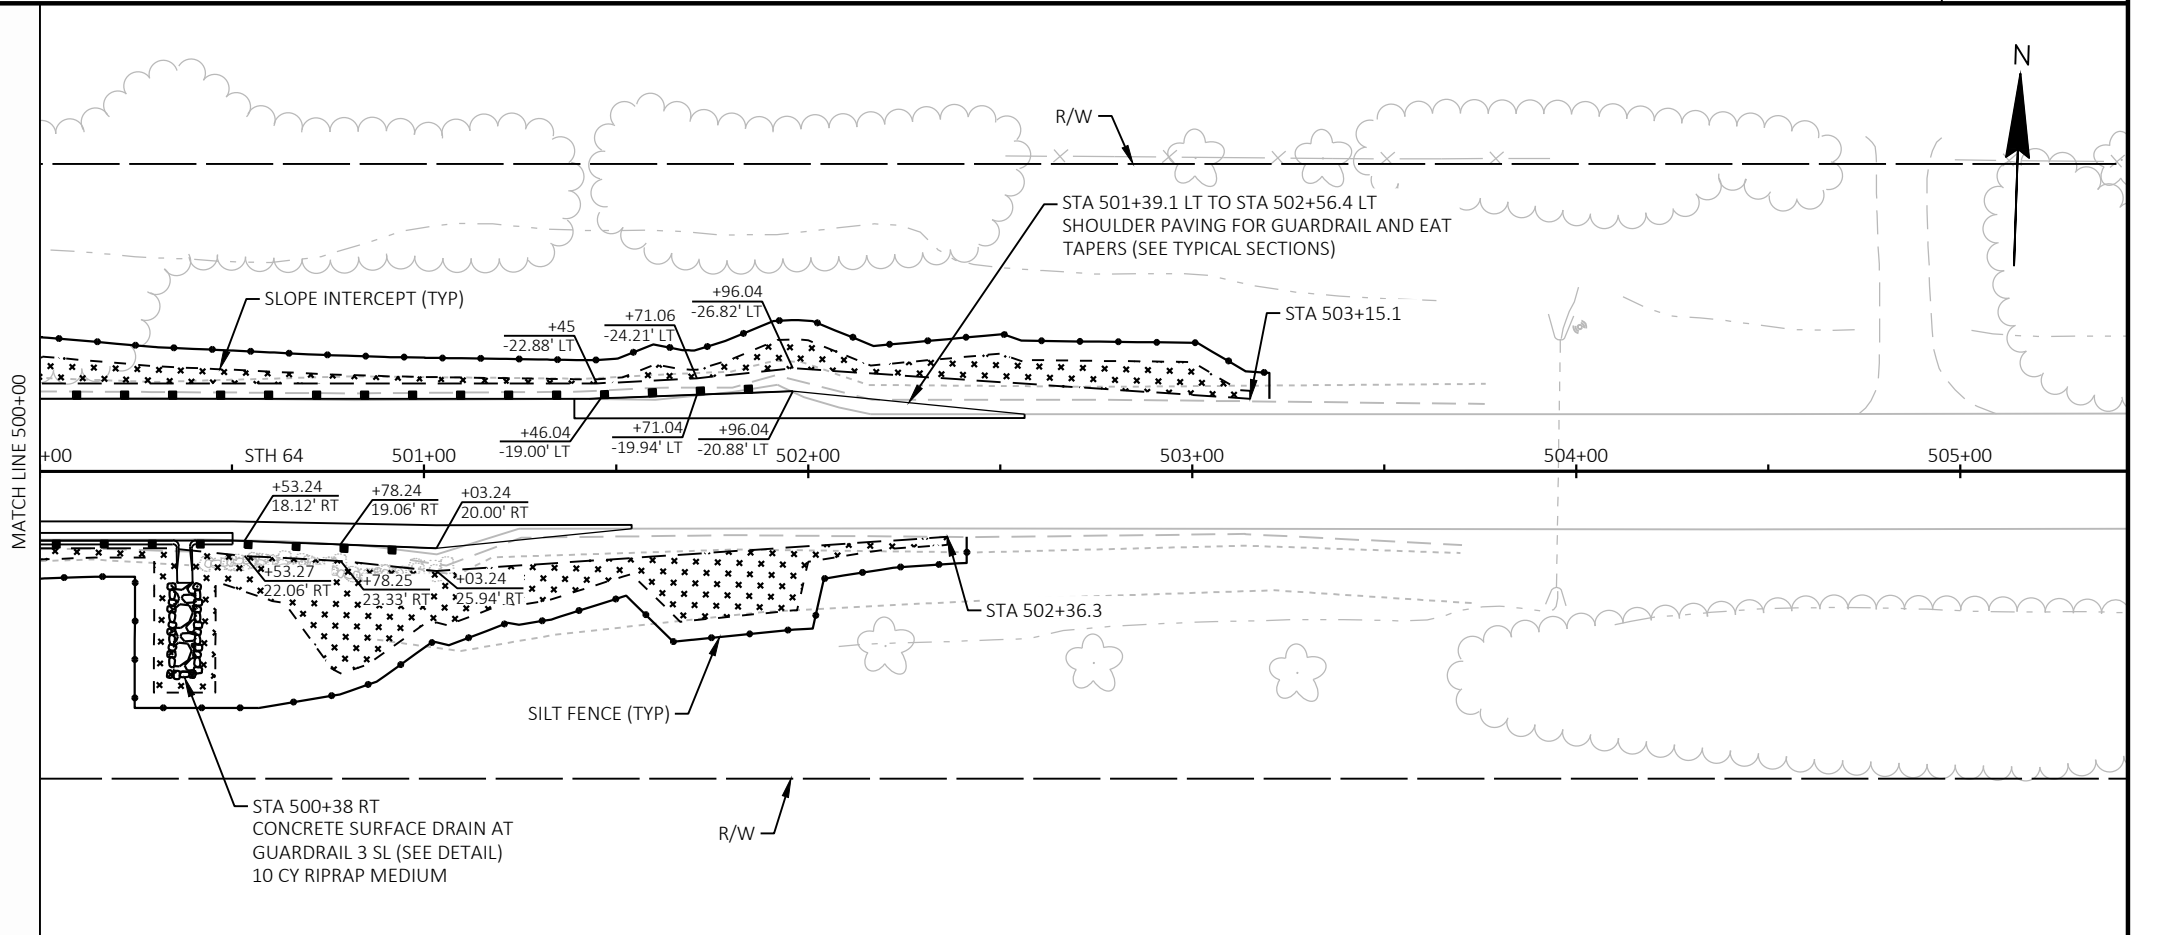 N
R/W
STA 501+39.1 LT TO STA 502+56.4 LT
SHOULDER PAVING FOR GUARDRAIL AND EAT
TAPERS (SEE TYPICAL SECTIONS)
SLOPE INTERCEPT (TYP)
+45
-22.88' LT
+71.06
-24.21' LT
+96.04
-26.82' LT
STA 503+15.1
MATCH LINE 500+00
+46.04
-19.00' LT
+71.04
-19.94' LT
+96.04
-20.88' LT
+00
STH 64
501+00
502+00
503+00
504+00
505+00
+53.24
18.12' RT
+78.24
19.06' RT
+03.24
20.00' RT
+53.27
22.06' RT
+78.25
23.33' RT
+03.24
25.94' RT
STA 502+36.3
SILT FENCE (TYP)
STA 500+38 RT
CONCRETE SURFACE DRAIN AT
GUARDRAIL 3 SL (SEE DETAIL)
10 CY RIPRAP MEDIUM
R/W